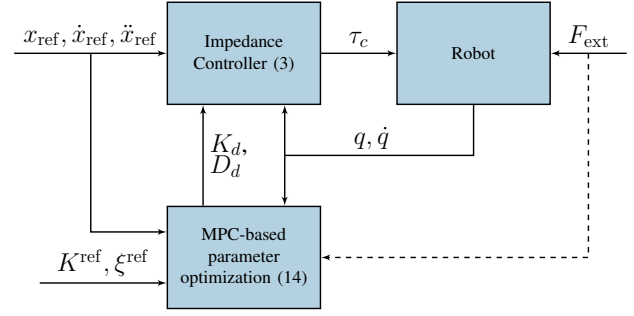 x_ref, ẋ_ref, ẍ_ref
Impedance
Controller (3)
τ_c
Robot
F_ext
K_d,
D_d
q, q̇
MPC-based
parameter
optimization (14)
K^ref, ξ^ref